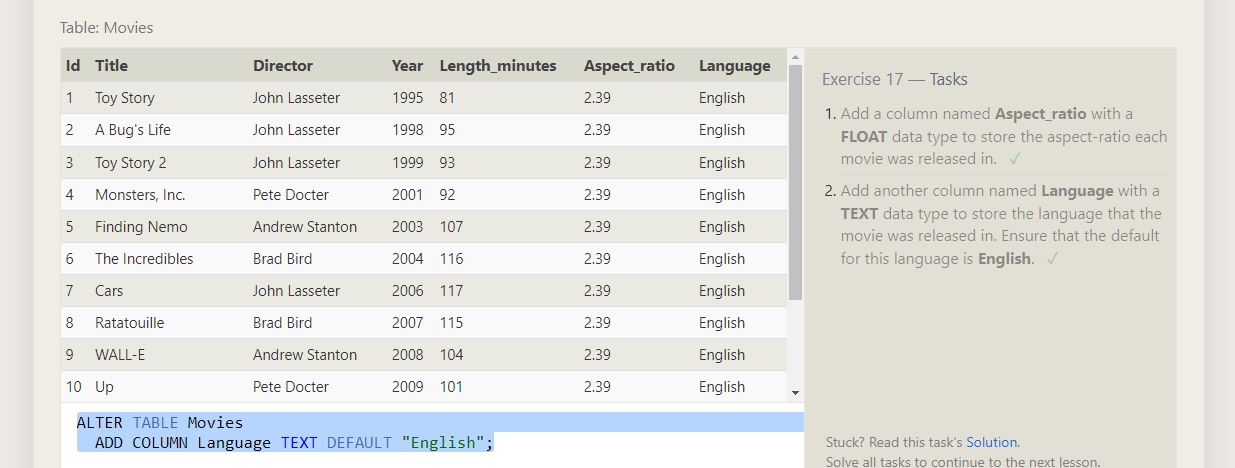 Table: Movies
Id Title Director Year Length_minutes Aspect_ratio Language
1 Toy Story John Lasseter 1995 81 2.39 English
2 A Bug's Life John Lasseter 1998 95 2.39 English
3 Toy Story 2 John Lasseter 1999 93 2.39 English
4 Monsters, Inc. Pete Docter 2001 92 2.39 English
5 Finding Nemo Andrew Stanton 2003 107 2.39 English
6 The Incredibles Brad Bird 2004 116 2.39 English
7 Cars John Lasseter 2006 117 2.39 English
8 Ratatouille Brad Bird 2007 115 2.39 English
9 WALL-E Andrew Stanton 2008 104 2.39 English
10 Up Pete Docter 2009 101 2.39 English
ALTER TABLE Movies
ADD COLUMN Language TEXT DEFAULT "English";
Exercise 17 — Tasks
1. Add a column named Aspect_ratio with a
FLOAT data type to store the aspect-ratio each
movie was released in. ✓
2. Add another column named Language with a
TEXT data type to store the language that the
movie was released in. Ensure that the default
for this language is English. ✓
Stuck? Read this task's Solution.
Solve all tasks to continue to the next lesson.